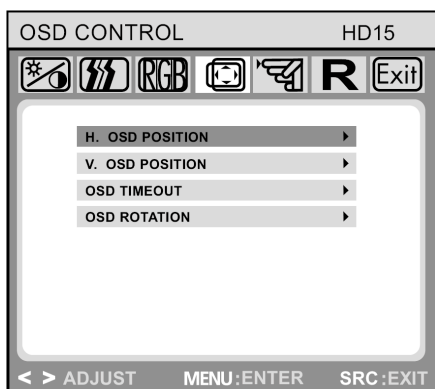 OSD CONTROL HD15
RGB R Exit
H. OSD POSITION
V. OSD POSITION
OSD TIMEOUT
OSD ROTATION
< > ADJUST MENU:ENTER SRC:EXIT